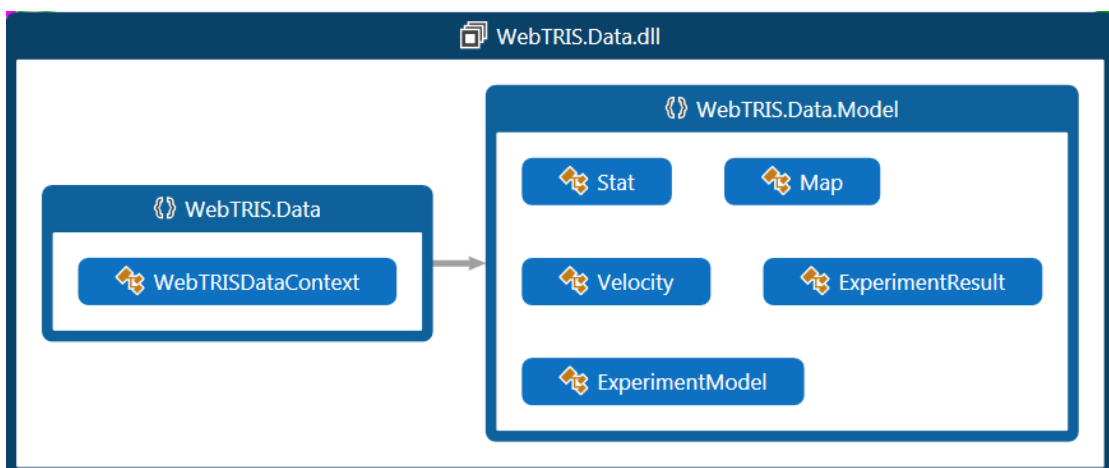 WebTRIS.Data.dll
WebTRIS.Data
WebTRISDataContext
WebTRIS.Data.Model
Stat
Map
Velocity
ExperimentResult
ExperimentModel